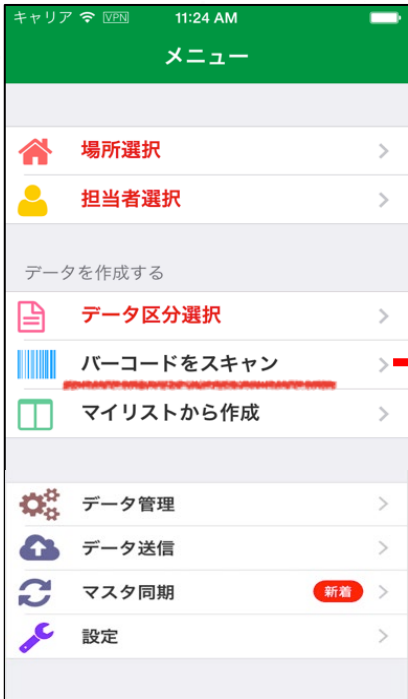 キャリア VPN 11:24 AM
メニュー
場所選択
担当者選択
データを作成する
データ区分選択
バーコードをスキャン
マイリストから作成
データ管理
データ送信
マスタ同期 新着
設定